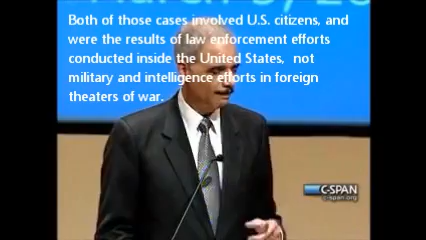 Both of those cases involved U.S. citizens, and
were the results of law enforcement efforts
conducted inside the United States,  not
military and intelligence efforts in foreign
theaters of war.
C-SPAN
c-span.org